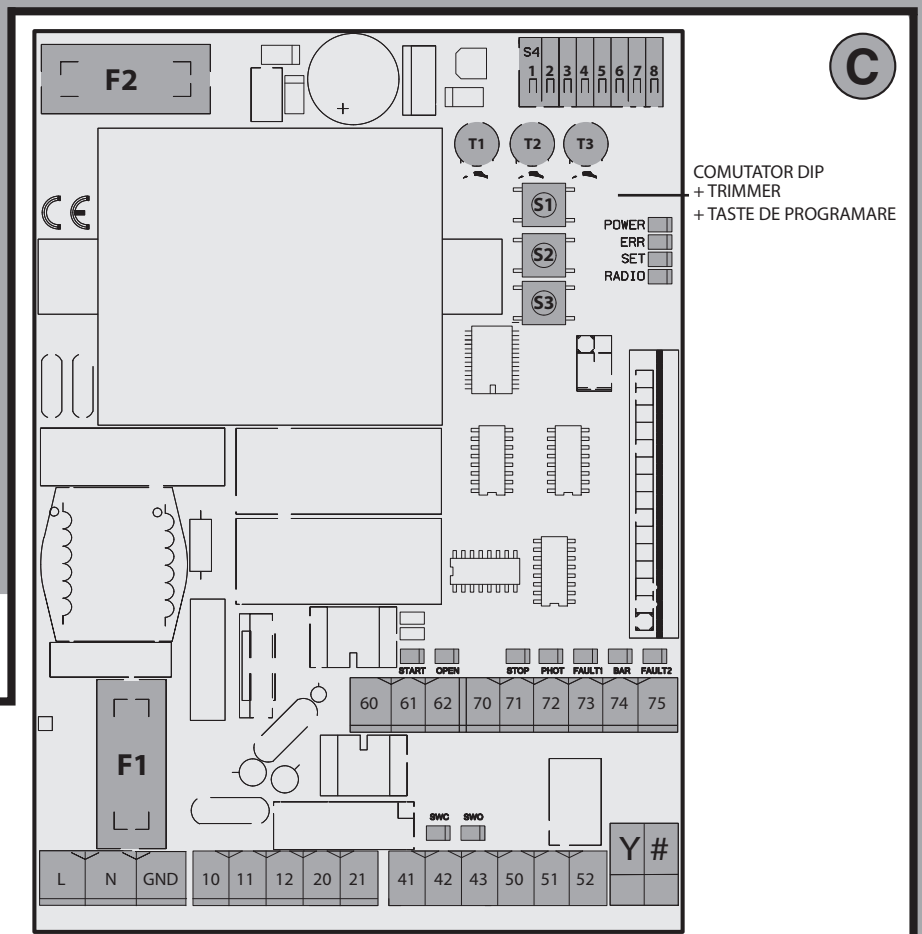 C
F2
S4
1 2 3 4 5 6 7 8
T1 T2 T3
+
CE
COMUTATOR DIP
+ TRIMMER
+ TASTE DE PROGRAMARE
S1
S2
S3
POWER
ERR
SET
RADIO
START OPEN STOP PHOT FAULT1 BAR FAULT2
60 61 62 70 71 72 73 74 75
F1
SWC SWO
Y #
L N GND 10 11 12 20 21 41 42 43 50 51 52